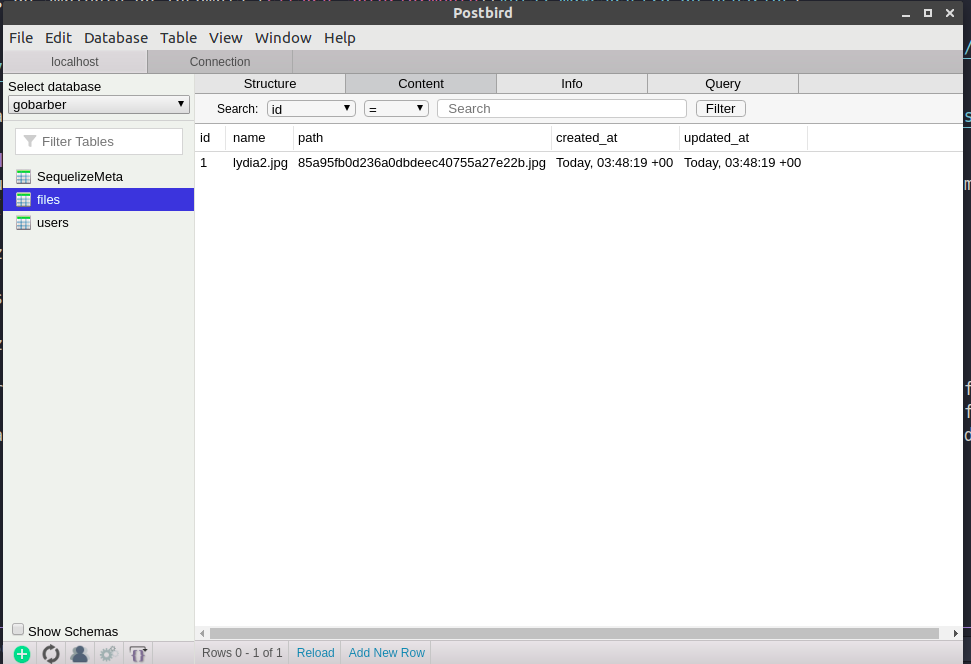 Postbird
File Edit Database Table View Window Help
localhost Connection
Select database
gobarber
Filter Tables
SequelizeMeta
files
users
Show Schemas
Structure Content Info Query
Search: id = Search Filter
id name path created_at updated_at
1 lydia2.jpg 85a95fb0d236a0dbdeec40755a27e22b.jpg Today, 03:48:19 +00 Today, 03:48:19 +00
Rows 0 - 1 of 1 Reload Add New Row